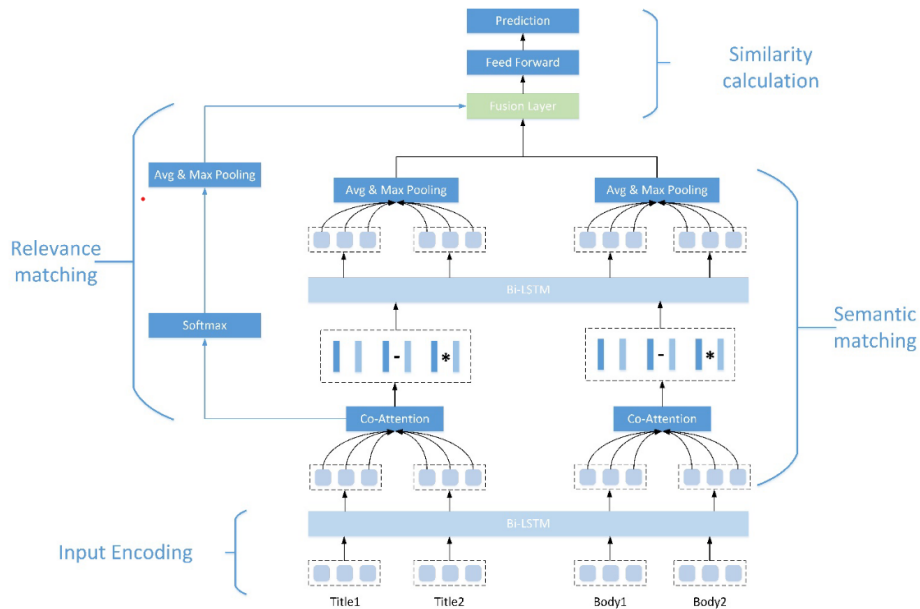 Prediction
Feed Forward
Fusion Layer
Similarity
calculation
Avg & Max Pooling
Avg & Max Pooling
Avg & Max Pooling
Relevance
matching
Bi-LSTM
Softmax
- * - *
Semantic
matching
Co-Attention
Co-Attention
Bi-LSTM
Input Encoding
Title1 Title2 Body1 Body2